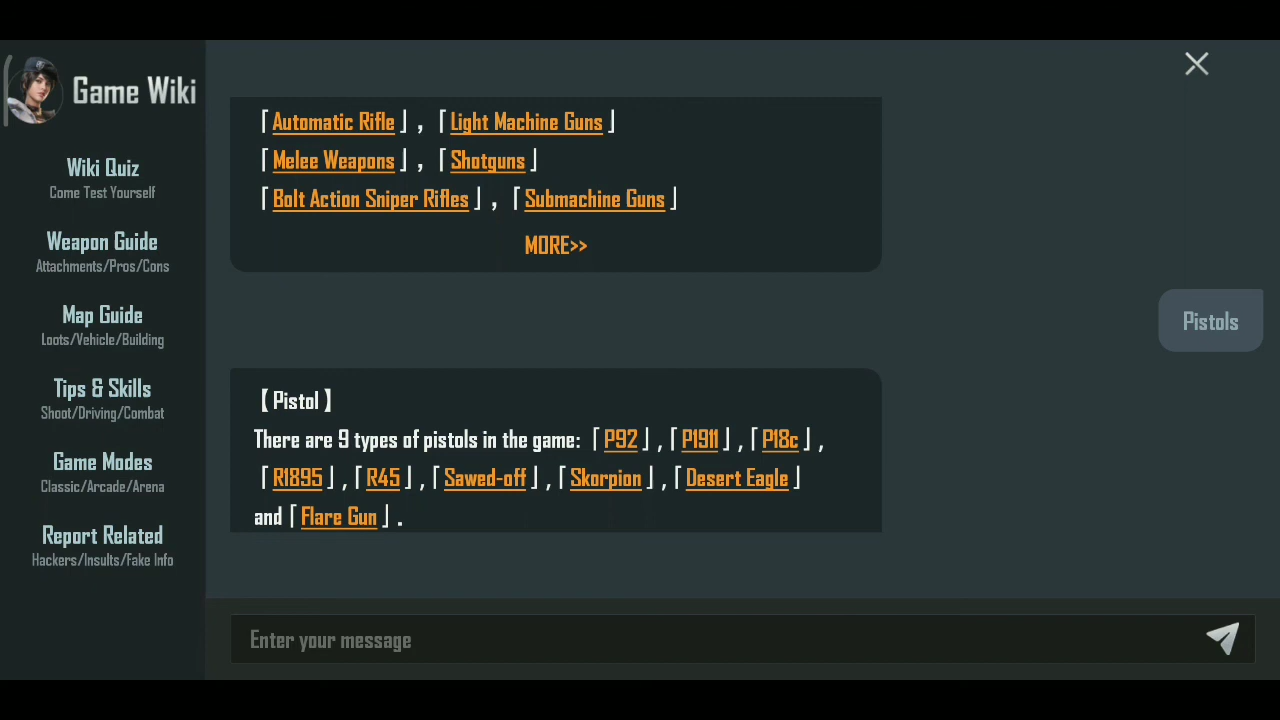 Game Wiki
Wiki Quiz
Come Test Yourself
Weapon Guide
Attachments/Pros/Cons
Map Guide
Loots/Vehicle/Building
Tips & Skills
Shoot/Driving/Combat
Game Modes
Classic/Arcade/Arena
Report Related
Hackers/Insults/Fake Info
「Automatic Rifle」,「Light Machine Guns」
「Melee Weapons」,「Shotguns」
「Bolt Action Sniper Rifles」,「Submachine Guns」
MORE>>
Pistols
【Pistol】
There are 9 types of pistols in the game:「P92」,「P1911」,「P18c」,
「R1895」,「R45」,「Sawed-off」,「Skorpion」,「Desert Eagle」
and「Flare Gun」.
Enter your message